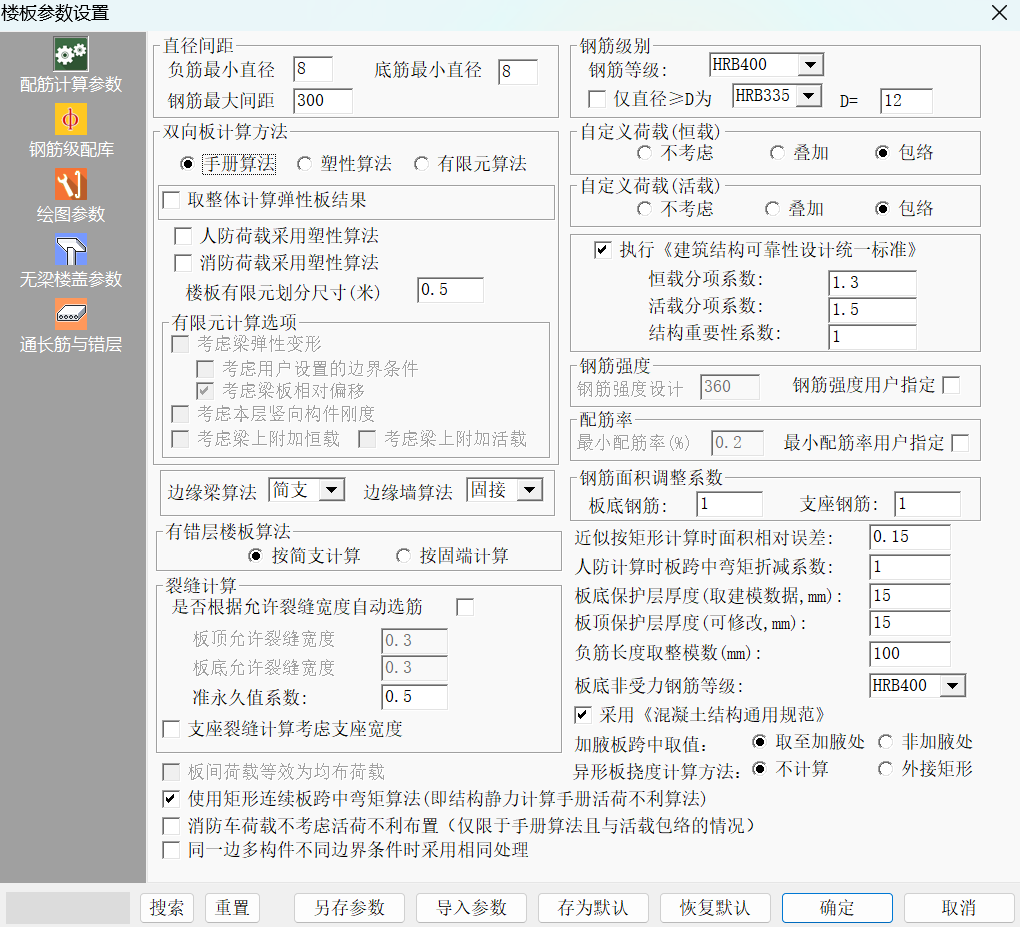 楼板参数设置
配筋计算参数
钢筋级配库
绘图参数
无梁楼盖参数
通长筋与错层
直径间距
负筋最小直径 8 底筋最小直径 8
钢筋最大间距 300
双向板计算方法
手册算法 塑性算法 有限元算法
取整体计算弹性板结果
人防荷载采用塑性算法
消防荷载采用塑性算法
楼板有限元划分尺寸(米) 0.5
有限元计算选项
考虑梁弹性变形
考虑用户设置的边界条件
考虑梁板相对偏移
考虑本层竖向构件刚度
考虑梁上附加恒载 考虑梁上附加活载
边缘梁算法 简支 边缘墙算法 固接
有错层楼板算法
按简支计算 按固端计算
裂缝计算
是否根据允许裂缝宽度自动选筋
板顶允许裂缝宽度 0.3
板底允许裂缝宽度 0.3
准永久值系数: 0.5
支座裂缝计算考虑支座宽度
板间荷载等效为均布荷载
使用矩形连续板跨中弯矩算法(即结构静力计算手册活荷不利算法)
消防车荷载不考虑活荷不利布置（仅限于手册算法且与活载包络的情况）
同一边多构件不同边界条件时采用相同处理
钢筋级别
钢筋等级: HRB400
仅直径≥D为 HRB335 D= 12
自定义荷载(恒载)
不考虑 叠加 包络
自定义荷载(活载)
不考虑 叠加 包络
执行《建筑结构可靠性设计统一标准》
恒载分项系数: 1.3
活载分项系数: 1.5
结构重要性系数: 1
钢筋强度
钢筋强度设计 360 钢筋强度用户指定
配筋率
最小配筋率(%) 0.2 最小配筋率用户指定
钢筋面积调整系数
板底钢筋: 1 支座钢筋: 1
近似按矩形计算时面积相对误差: 0.15
人防计算时板跨中弯矩折减系数: 1
板底保护层厚度(取建模数据,mm): 15
板顶保护层厚度(可修改,mm): 15
负筋长度取整模数(mm): 100
板底非受力钢筋等级: HRB400
采用《混凝土结构通用规范》
加腋板跨中取值: 取至加腋处 非加腋处
异形板挠度计算方法: 不计算 外接矩形
搜索 重置 另存参数 导入参数 存为默认 恢复默认 确定 取消